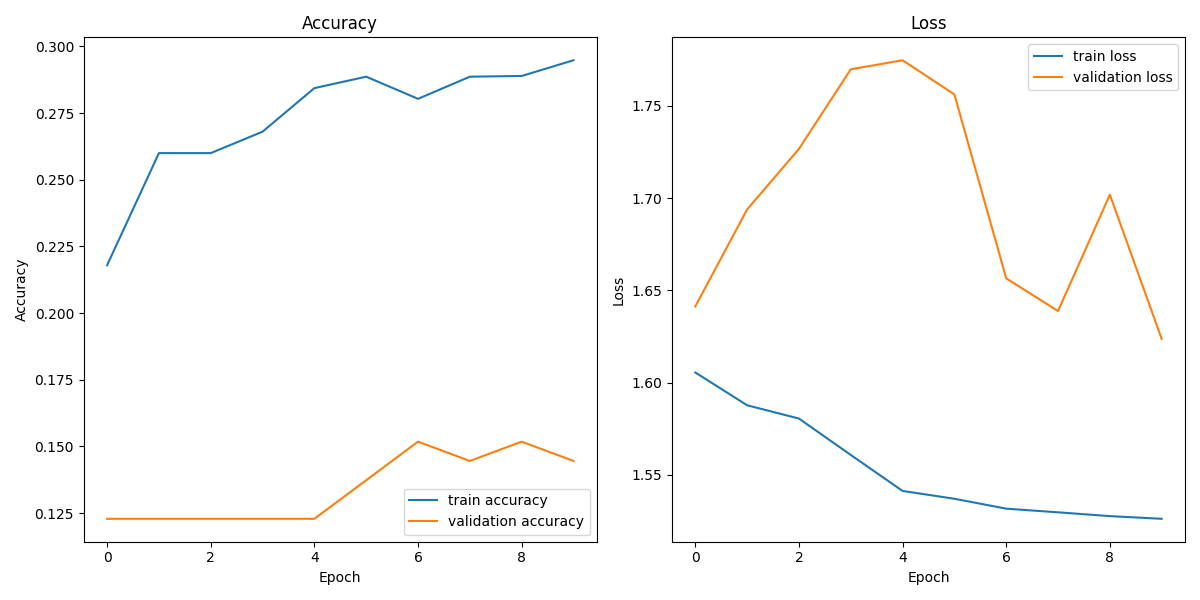 Accuracy
0.300
0.275
0.250
0.225
0.200
0.175
0.150
0.125
Accuracy
0 2 4 6 8
Epoch
train accuracy
validation accuracy
Loss
1.75
1.70
1.65
1.60
1.55
Loss
0 2 4 6 8
Epoch
train loss
validation loss